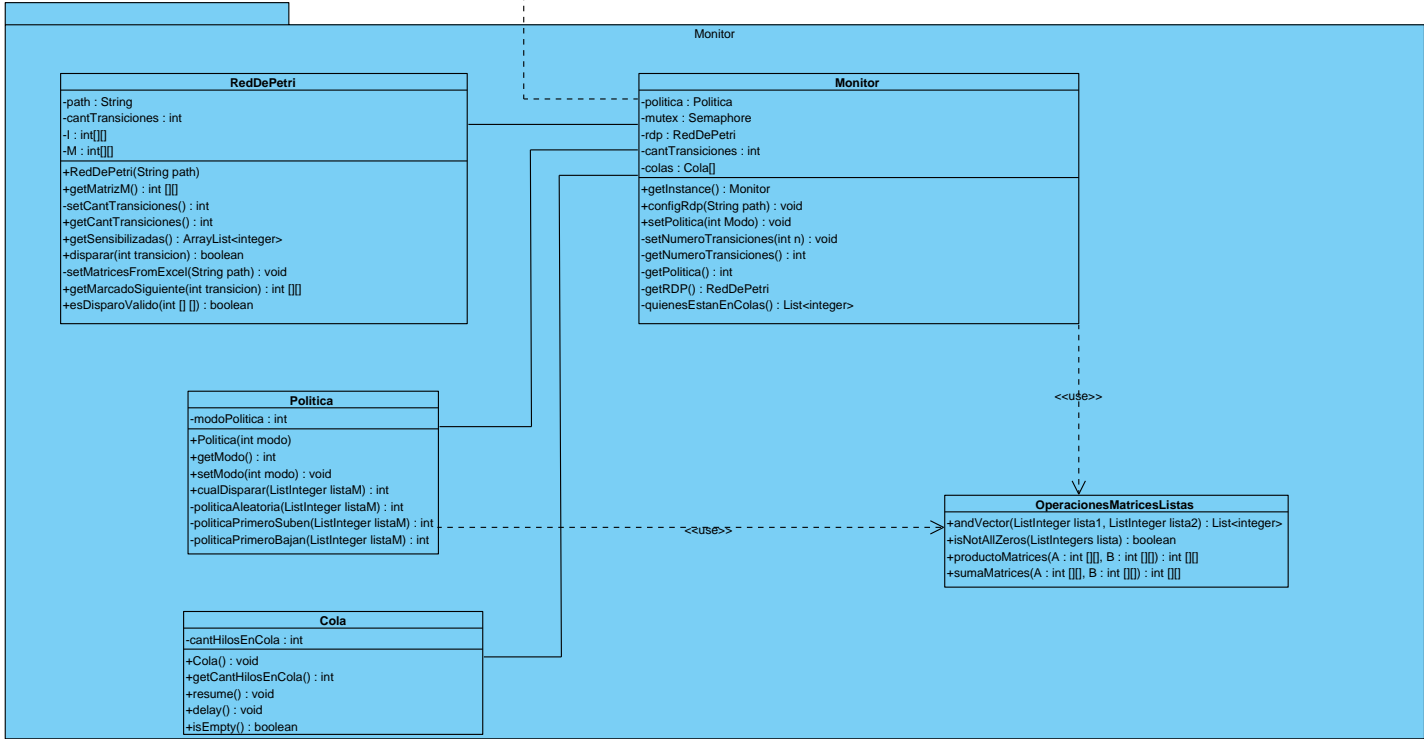 Monitor
RedDePetri
-path : String
-cantTransiciones : int
-I : int[][]
-M : int[][]
+RedDePetri(String path)
+getMatrizM() : int [][]
-setCantTransiciones() : int
+getCantTransiciones() : int
+getSensibilizadas() : ArrayList<integer>
+disparar(int transicion) : boolean
-setMatricesFromExcel(String path) : void
+getMarcadoSiguiente(int transicion) : int [][]
+esDisparoValido(int [] []) : boolean
Monitor
-politica : Politica
-mutex : Semaphore
-rdp : RedDePetri
-cantTransiciones : int
-colas : Cola[]
+getInstance() : Monitor
+configRdp(String path) : void
+setPolitica(int Modo) : void
-setNumeroTransiciones(int n) : void
-getNumeroTransiciones() : int
-getPolitica() : int
-getRDP() : RedDePetri
-quienesEstanEnColas() : List<integer>
<<use>>
Politica
-modoPolitica : int
+Politica(int modo)
+getModo() : int
+setModo(int modo) : void
+cualDisparar(ListInteger listaM) : int
-politicaAleatoria(ListInteger listaM) : int
-politicaPrimeroSuben(ListInteger listaM) : int
-politicaPrimeroBajan(ListInteger listaM) : int
<<use>>
OperacionesMatricesListas
+andVector(ListInteger lista1, ListInteger lista2) : List<integer>
+isNotAllZeros(ListIntegers lista) : boolean
+productoMatrices(A : int [][], B : int [][]) : int [][]
+sumaMatrices(A : int [][], B : int [][]) : int [][]
Cola
-cantHilosEnCola : int
+Cola() : void
+getCantHilosEnCola() : int
+resume() : void
+delay() : void
+isEmpty() : boolean